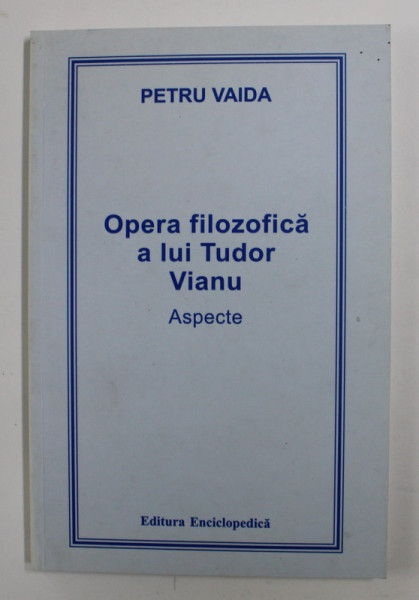 PETRU VAIDA
Opera filozofică
a lui Tudor
Vianu
Aspecte
Editura Enciclopedică